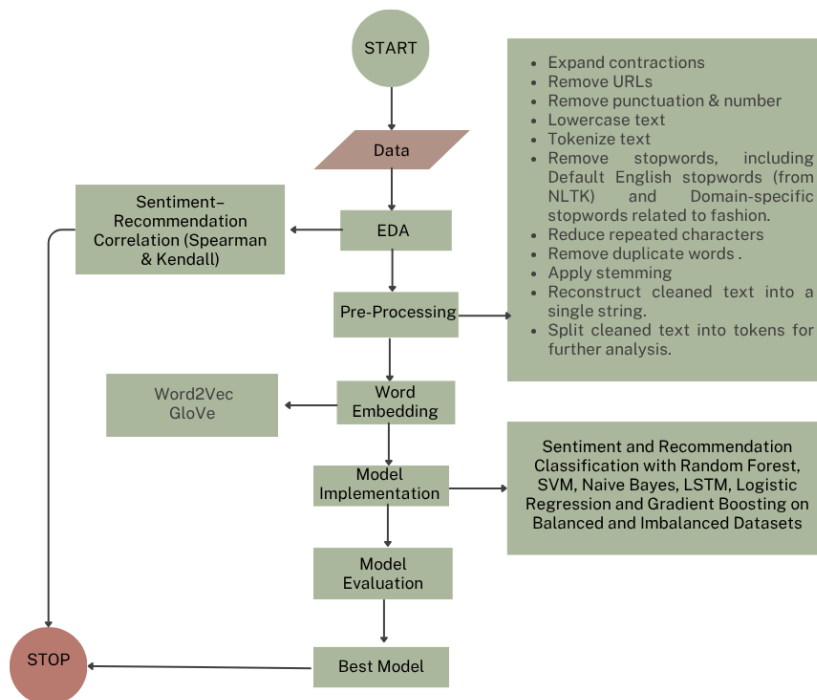 START
Data
EDA
Sentiment–
Recommendation
Correlation (Spearman
& Kendall)
Pre-Processing
• Expand contractions
• Remove URLs
• Remove punctuation & number
• Lowercase text
• Tokenize text
• Remove stopwords, including
Default English stopwords (from
NLTK) and Domain-specific
stopwords related to fashion.
• Reduce repeated characters
• Remove duplicate words .
• Apply stemming
• Reconstruct cleaned text into a
single string.
• Split cleaned text into tokens for
further analysis.
Word
Embedding
Word2Vec
GloVe
Model
Implementation
Sentiment and Recommendation
Classification with Random Forest,
SVM, Naive Bayes, LSTM, Logistic
Regression and Gradient Boosting on
Balanced and Imbalanced Datasets
Model
Evaluation
Best Model
STOP